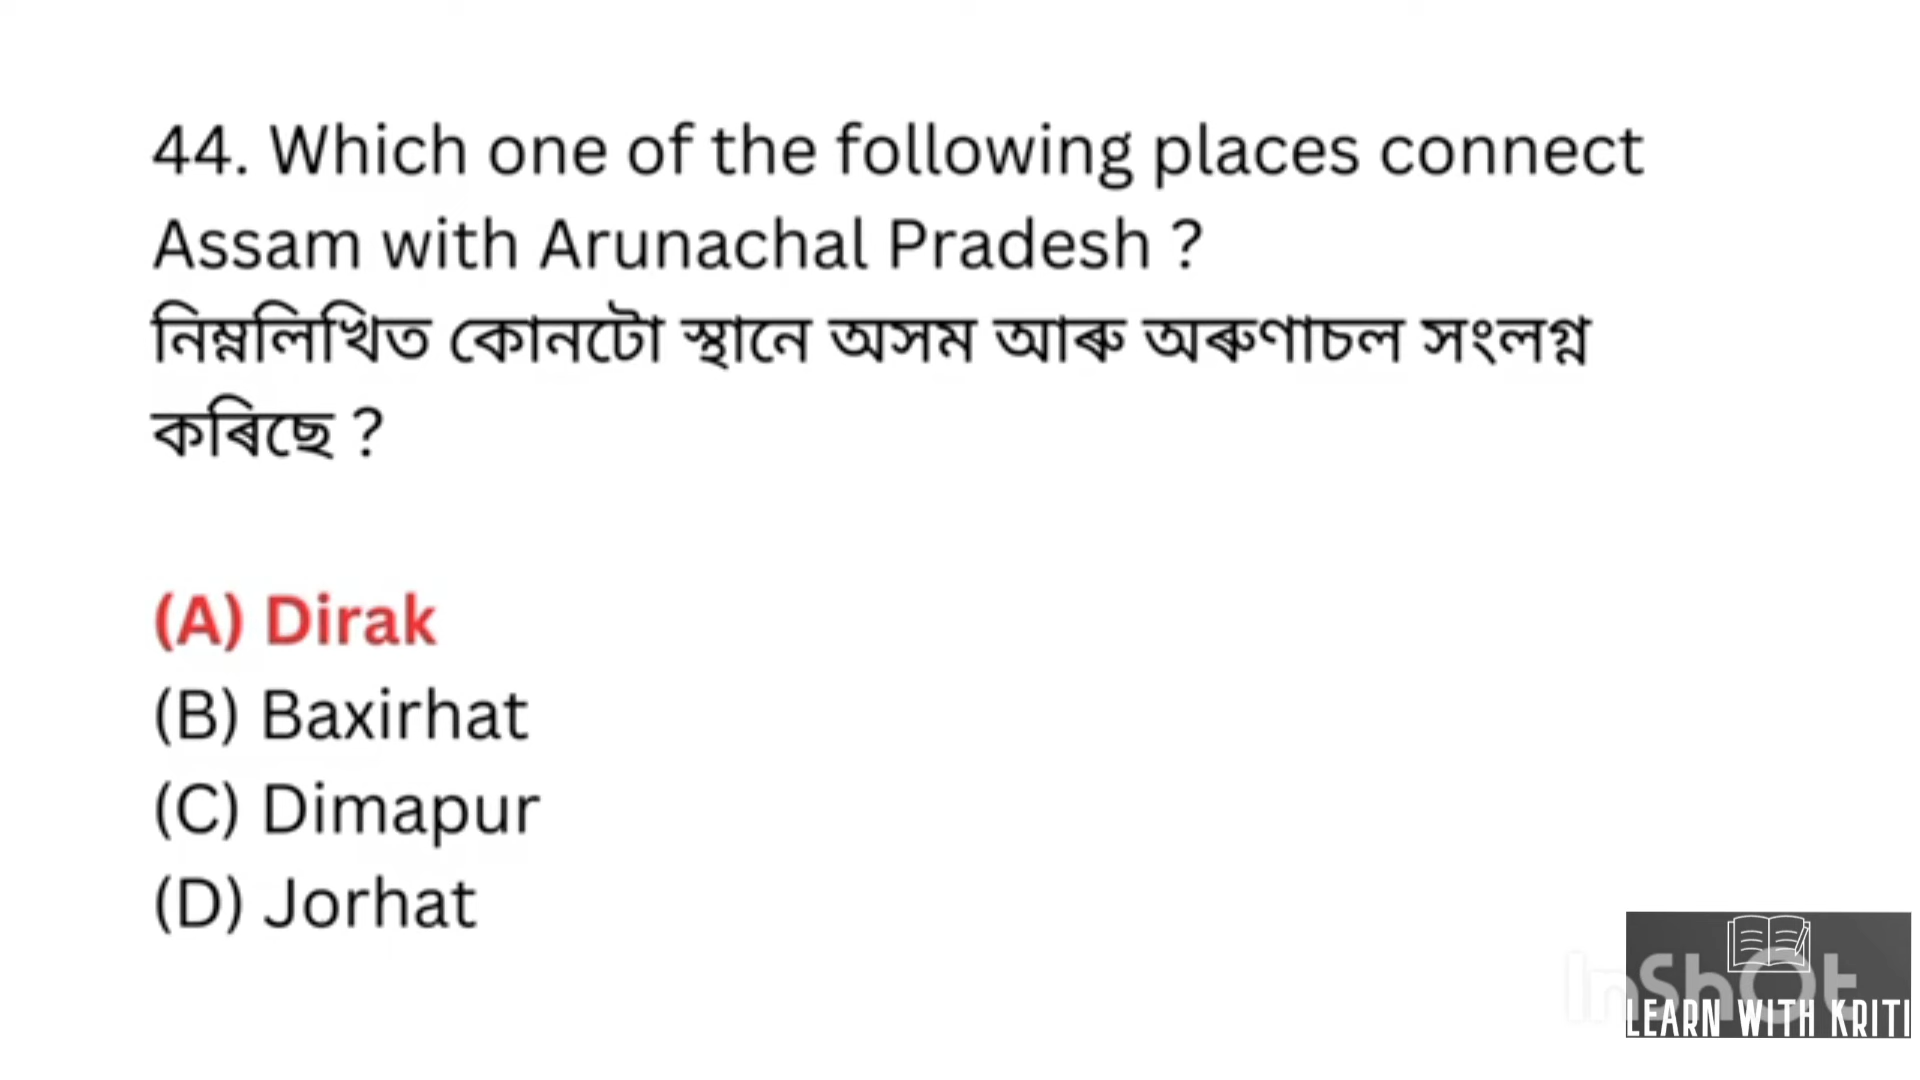 44. Which one of the following places connect
Assam with Arunachal Pradesh ?
নিম্নলিখিত কোনটো স্থানে অসম আৰু অৰুণাচল সংলগ্ন
কৰিছে ?
(A) Dirak
(B) Baxirhat
(C) Dimapur
(D) Jorhat
InShOt
LEARN WITH KRITI